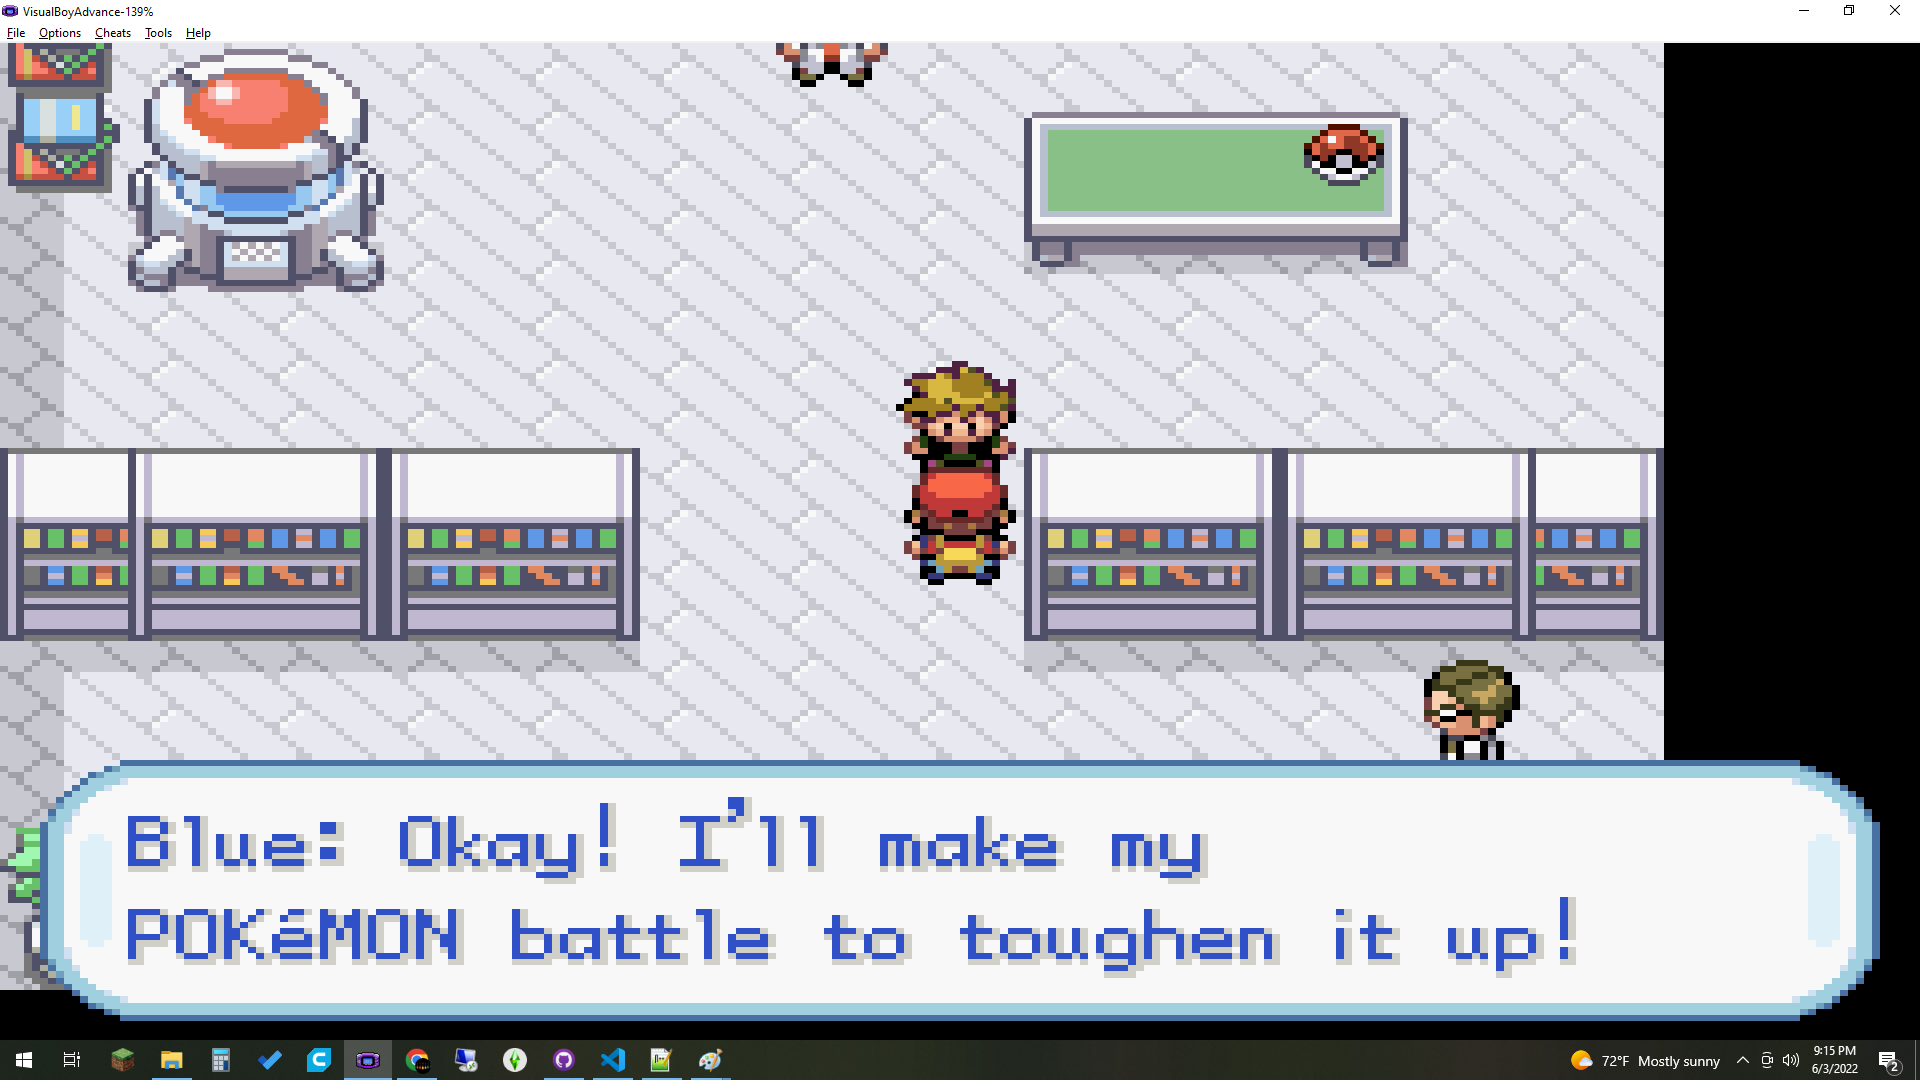 VisualBoyAdvance-139%
File Options Cheats Tools Help
Blue: Okay! I'll make my
POKéMON battle to toughen it up!
72°F Mostly sunny
9:15 PM
6/3/2022
2